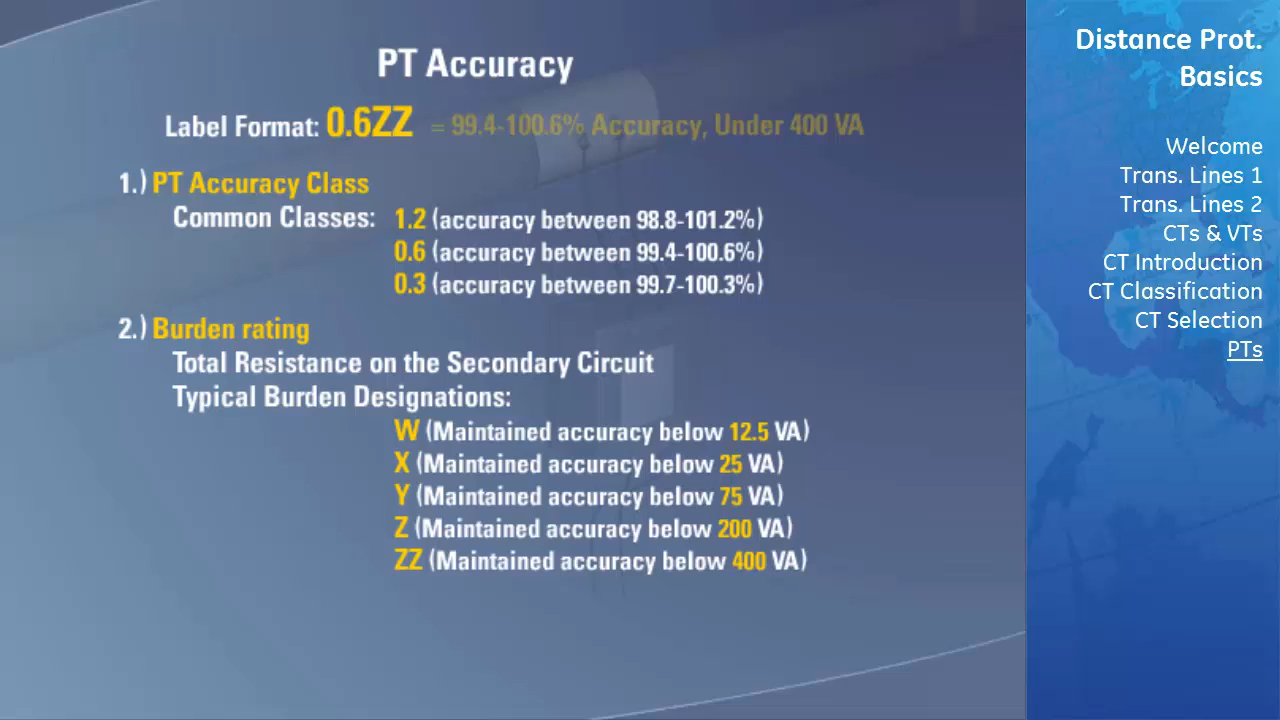 PT Accuracy
Label Format: 0.6ZZ = 99.4-100.6% Accuracy, Under 400 VA
1.) PT Accuracy Class
Common Classes: 1.2 (accuracy between 98.8-101.2%)
0.6 (accuracy between 99.4-100.6%)
0.3 (accuracy between 99.7-100.3%)
2.) Burden rating
Total Resistance on the Secondary Circuit
Typical Burden Designations:
W (Maintained accuracy below 12.5 VA)
X (Maintained accuracy below 25 VA)
Y (Maintained accuracy below 75 VA)
Z (Maintained accuracy below 200 VA)
ZZ (Maintained accuracy below 400 VA)
Distance Prot.
Basics
Welcome
Trans. Lines 1
Trans. Lines 2
CTs & VTs
CT Introduction
CT Classification
CT Selection
PTs